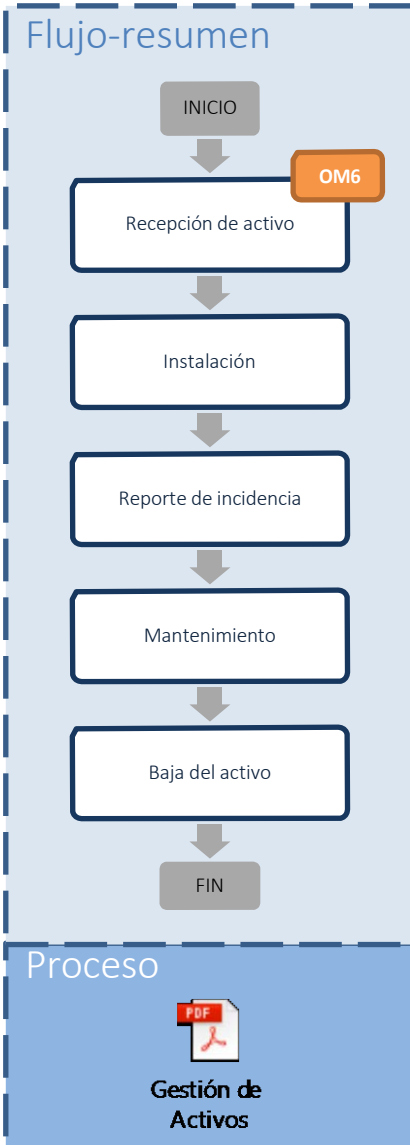 Flujo-resumen
INICIO
OM6
Recepción de activo
Instalación
Reporte de incidencia
Mantenimiento
Baja del activo
FIN
Proceso
PDF
Gestión de
Activos